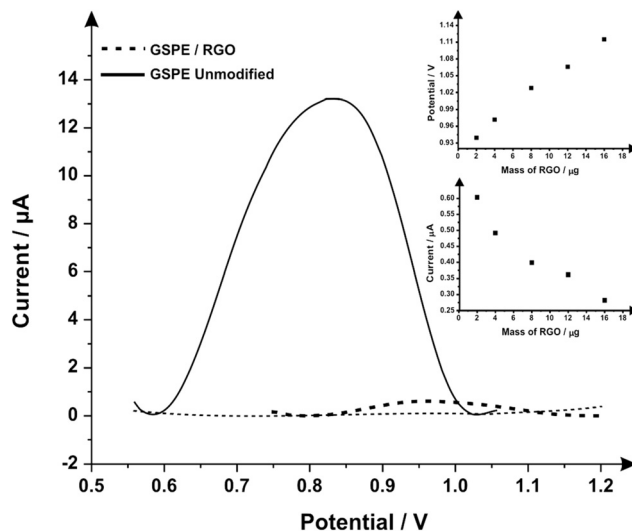 GSPE / RGO
GSPE Unmodified
14
12
10
8
6
4
2
0
-2
Current / µA
0.5 0.6 0.7 0.8 0.9 1.0 1.1 1.2
Potential / V
1.14
1.11
1.08
1.05
1.02
0.99
0.96
0.93
Potential / V
0 2 4 6 8 10 12 14 16 18
Mass of RGO / µg
0.60
0.55
0.50
0.45
0.40
0.35
0.30
0.25
Current / µA
0 2 4 6 8 10 12 14 16 18
Mass of RGO / µg